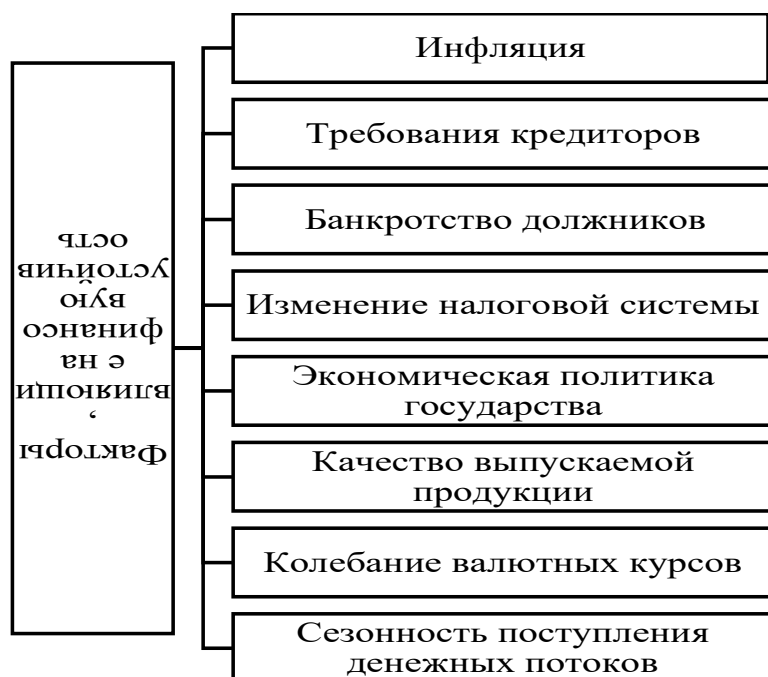 Факторы
,
влияющи
е на
финансо
вую
устойчив
ость
Инфляция
Требования кредиторов
Банкротство должников
Изменение налоговой системы
Экономическая политика
государства
Качество выпускаемой
продукции
Колебание валютных курсов
Сезонность поступления
денежных потоков